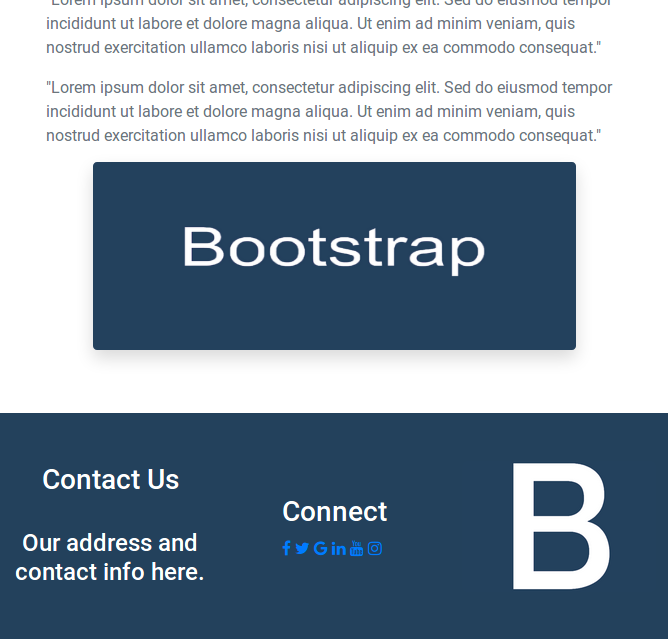 "Lorem ipsum dolor sit amet, consectetur adipiscing elit. Sed do eiusmod tempor
incididunt ut labore et dolore magna aliqua. Ut enim ad minim veniam, quis
nostrud exercitation ullamco laboris nisi ut aliquip ex ea commodo consequat."
"Lorem ipsum dolor sit amet, consectetur adipiscing elit. Sed do eiusmod tempor
incididunt ut labore et dolore magna aliqua. Ut enim ad minim veniam, quis
nostrud exercitation ullamco laboris nisi ut aliquip ex ea commodo consequat."
Bootstrap
Contact Us
Our address and
contact info here.
Connect
B